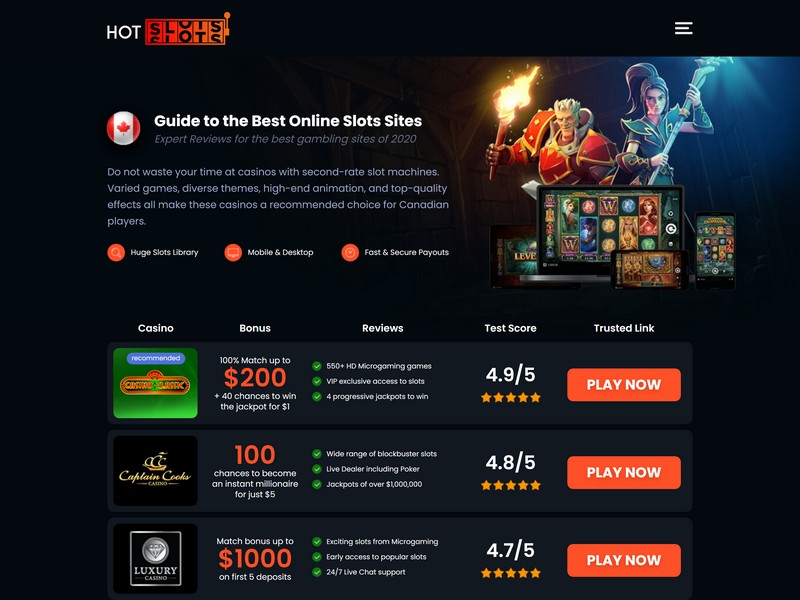 HOT SLOTS
Guide to the Best Online Slots Sites
Expert Reviews for the best gambling sites of 2020
Do not waste your time at casinos with second-rate slot machines.
Varied games, diverse themes, high-end animation, and top-quality
effects all make these casinos a recommended choice for Canadian
players.
Huge Slots Library
Mobile & Desktop
Fast & Secure Payouts
LEVE
Casino
Bonus
Reviews
Test Score
Trusted Link
recommended
CASINO CLASSIC
100% Match up to
$200
+ 40 chances to win
the jackpot for $1
550+ HD Microgaming games
VIP exclusive access to slots
4 progressive jackpots to win
4.9/5
PLAY NOW
Captain Cooks
CASINO
100
chances to become
an instant millionaire
for just $5
Wide range of blockbuster slots
Live Dealer including Poker
Jackpots of over $1,000,000
4.8/5
PLAY NOW
LUXURY
CASINO
Match bonus up to
$1000
on first 5 deposits
Exciting slots from Microgaming
Early access to popular slots
24/7 Live Chat support
4.7/5
PLAY NOW